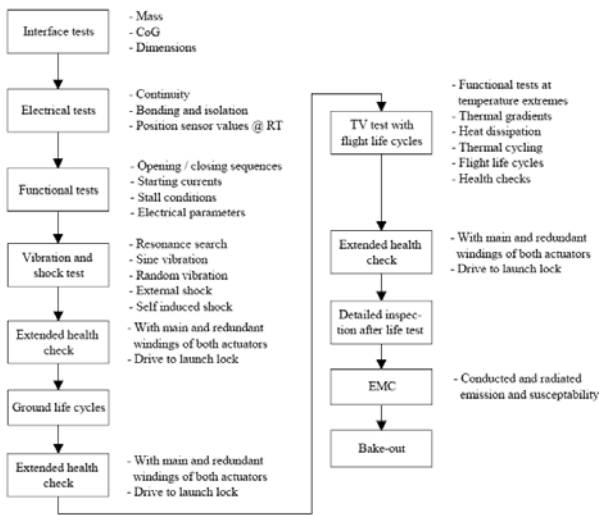 Interface tests
- Mass
- CoG
- Dimensions
Electrical tests
- Continuity
- Bonding and isolation
- Position sensor values @ RT
Functional tests
- Opening / closing sequences
- Starting currents
- Stall conditions
- Electrical parameters
Vibration and
shock test
- Resonance search
- Sine vibration
- Random vibration
- External shock
- Self induced shock
Extended health
check
- With main and redundant
windings of both actuators
- Drive to launch lock
Ground life cycles
Extended health
check
- With main and redundant
windings of both actuators
- Drive to launch lock
TV test with
flight life cycles
- Functional tests at
temperature extremes
- Thermal gradients
- Heat dissipation
- Thermal cycling
- Flight life cycles
- Health checks
Extended health
check
- With main and redundant
windings of both actuators
- Drive to launch lock
Detailed inspec-
tion after life test
EMC
- Conducted and radiated
emission and susceptability
Bake-out